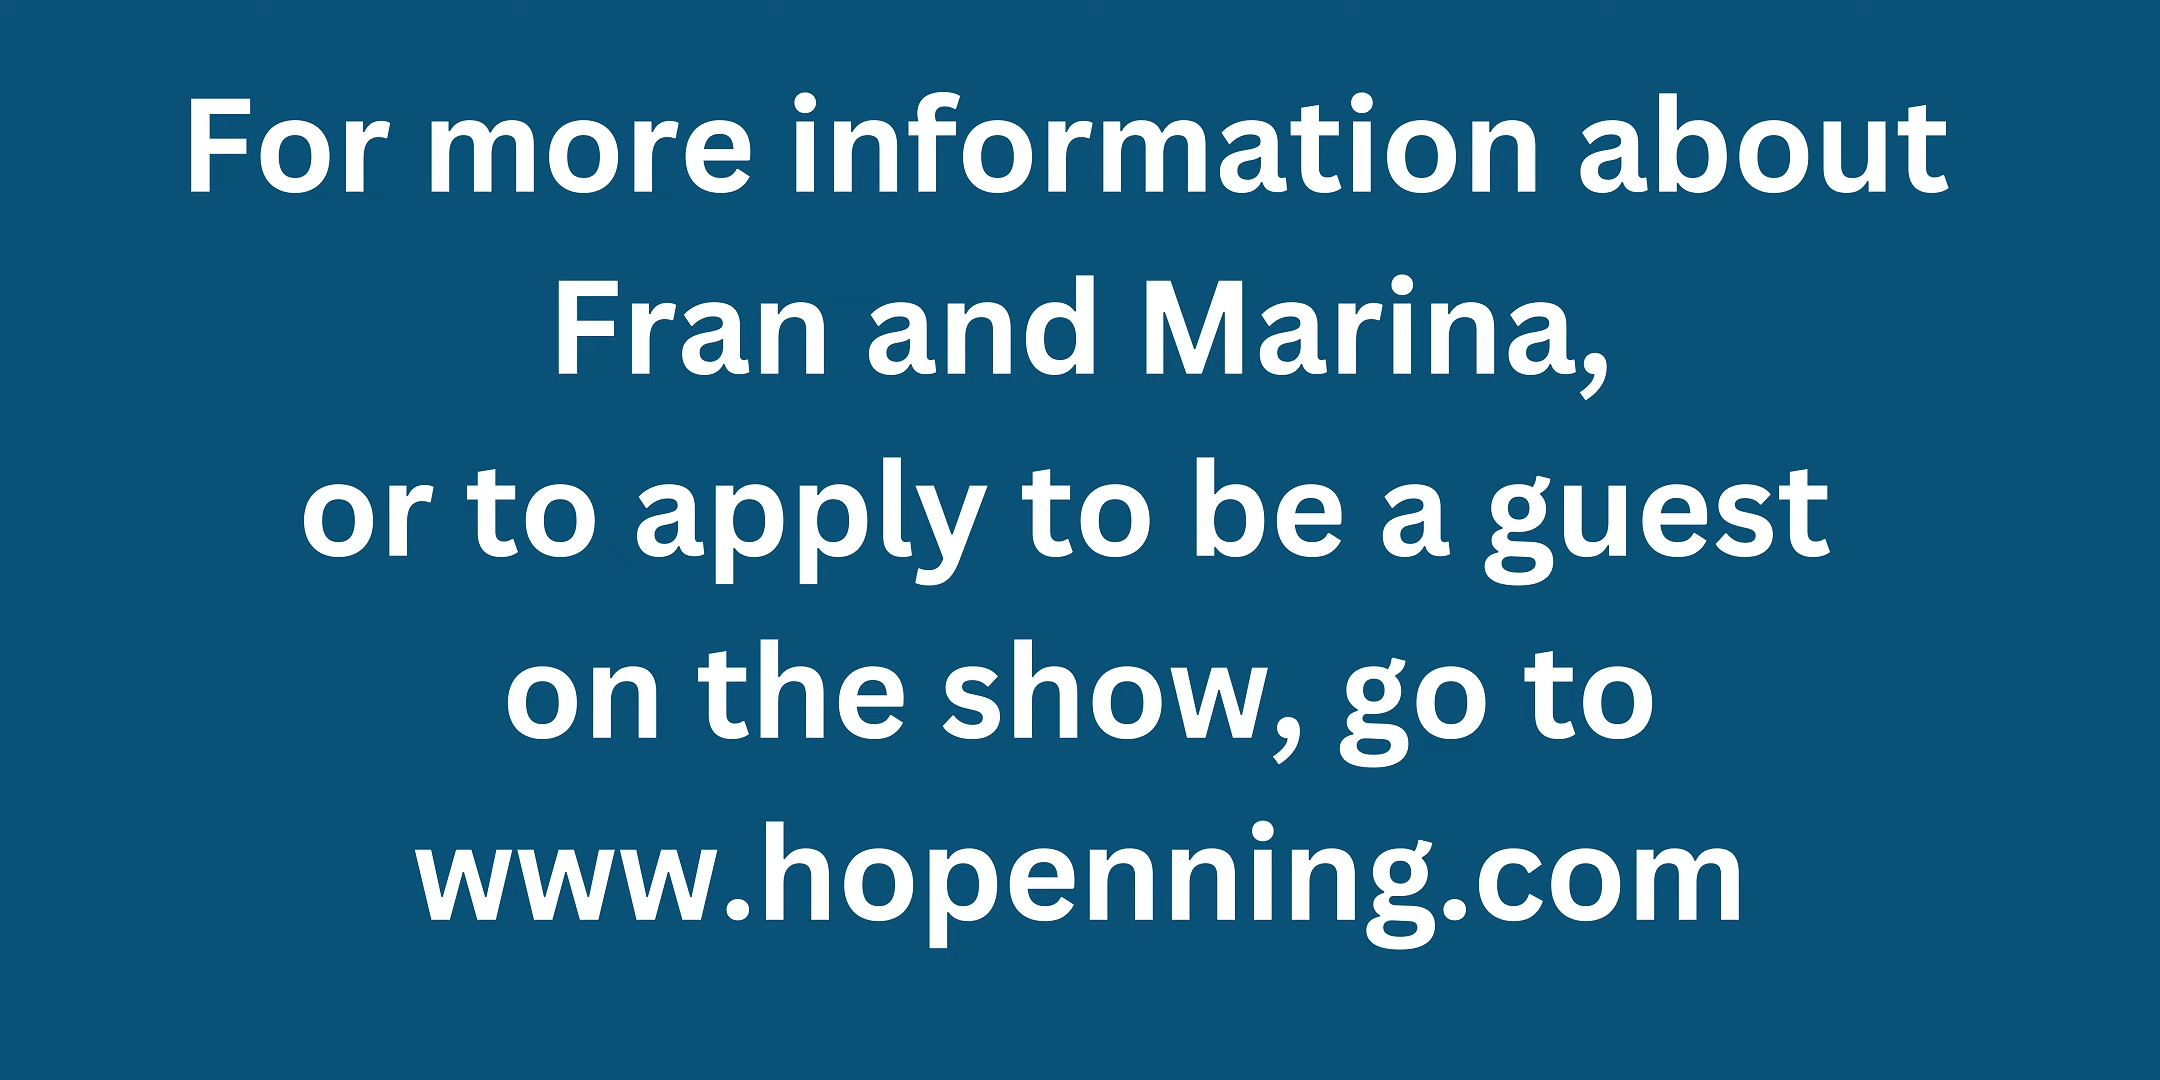 For more information about
Fran and Marina,
or to apply to be a guest
on the show, go to
www.hopenning.com